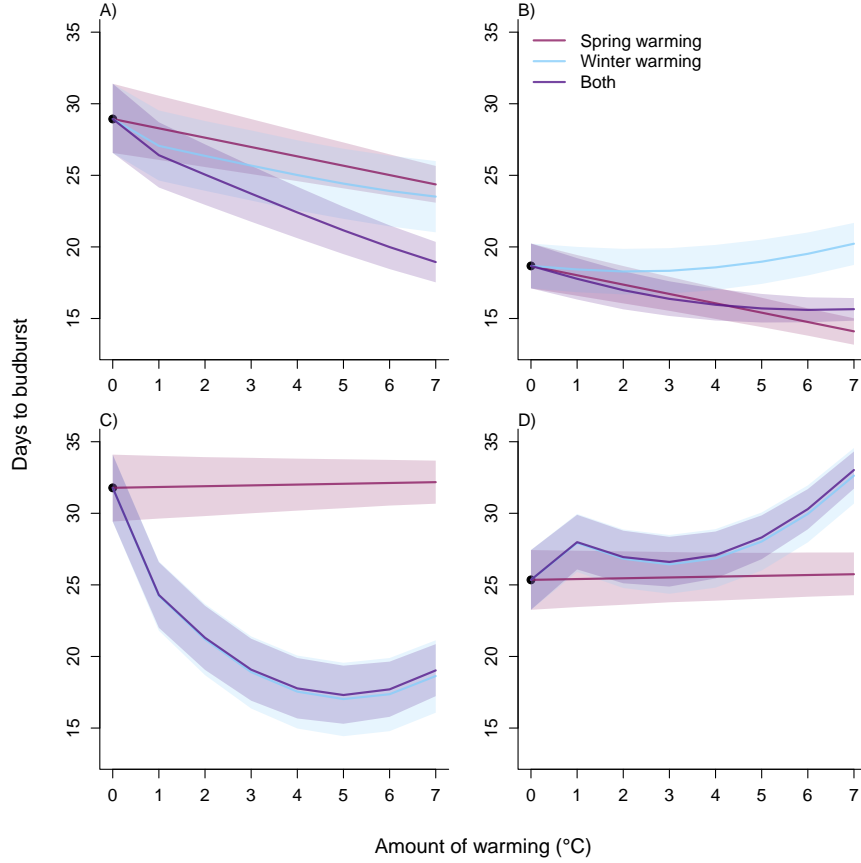 A)
35
30
25
20
15
0 1 2 3 4 5 6 7
B)
Spring warming
Winter warming
Both
35
30
25
20
15
0 1 2 3 4 5 6 7
Days to budburst
C)
35
30
25
20
15
0 1 2 3 4 5 6 7
D)
35
30
25
20
15
0 1 2 3 4 5 6 7
Amount of warming (°C)